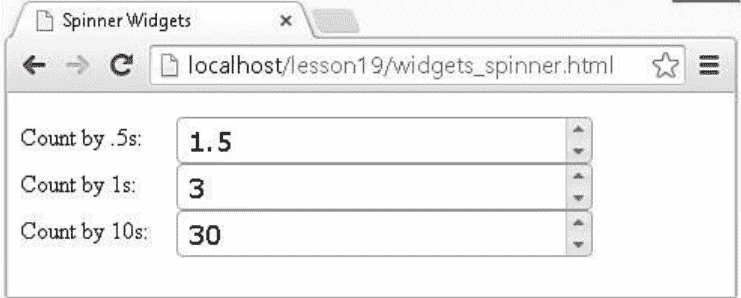 Spinner Widgets
localhost/lesson19/widgets_spinner.html
Count by .5s: 1.5
Count by 1s: 3
Count by 10s: 30